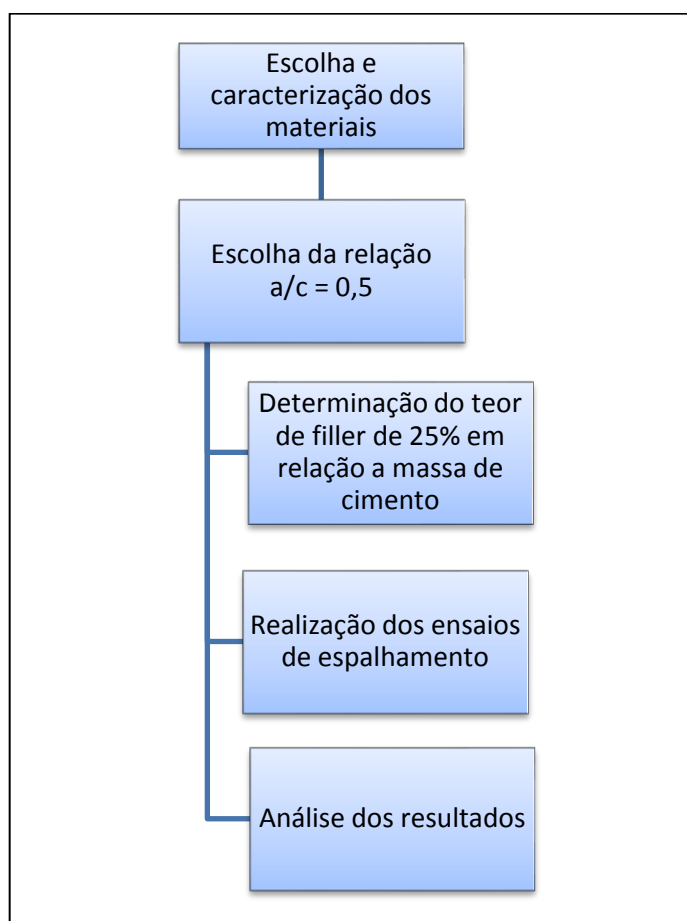 Escolha e
caracterização dos
materiais
Escolha da relação
a/c = 0,5
Determinação do teor
de filler de 25% em
relação a massa de
cimento
Realização dos ensaios
de espalhamento
Análise dos resultados